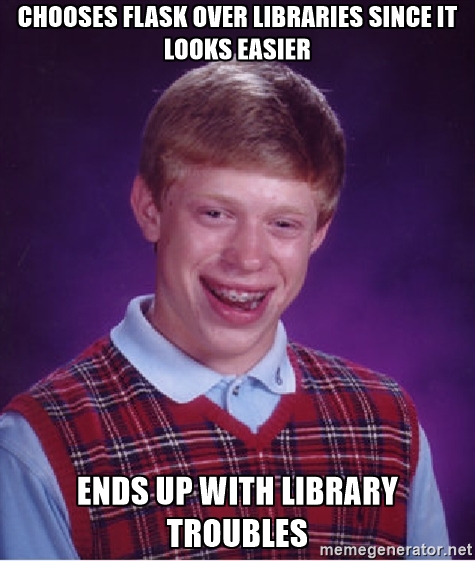 CHOOSES FLASK OVER LIBRARIES SINCE IT
LOOKS EASIER
ENDS UP WITH LIBRARY
TROUBLES
memegenerator.net